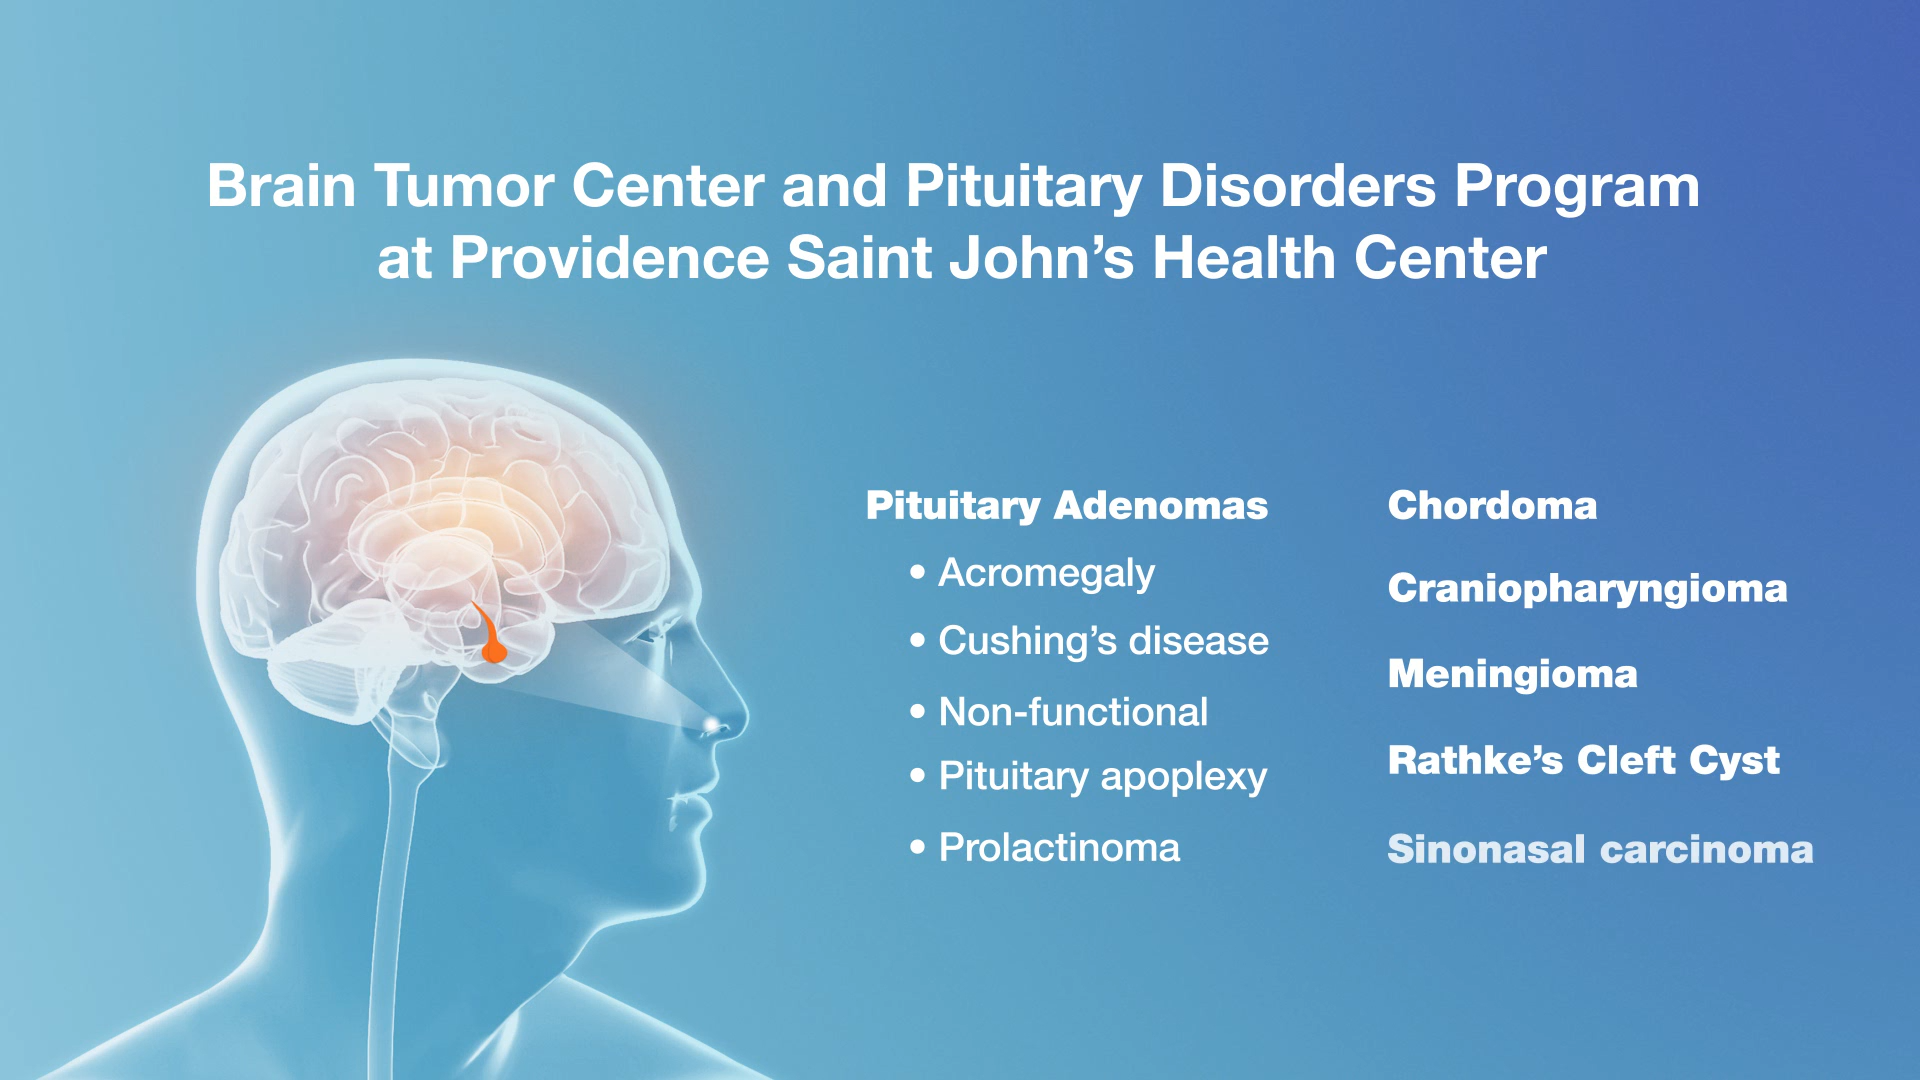 Brain Tumor Center and Pituitary Disorders Program
at Providence Saint John’s Health Center
Pituitary Adenomas
• Acromegaly
• Cushing’s disease
• Non-functional
• Pituitary apoplexy
• Prolactinoma
Chordoma
Craniopharyngioma
Meningioma
Rathke’s Cleft Cyst
Sinonasal carcinoma